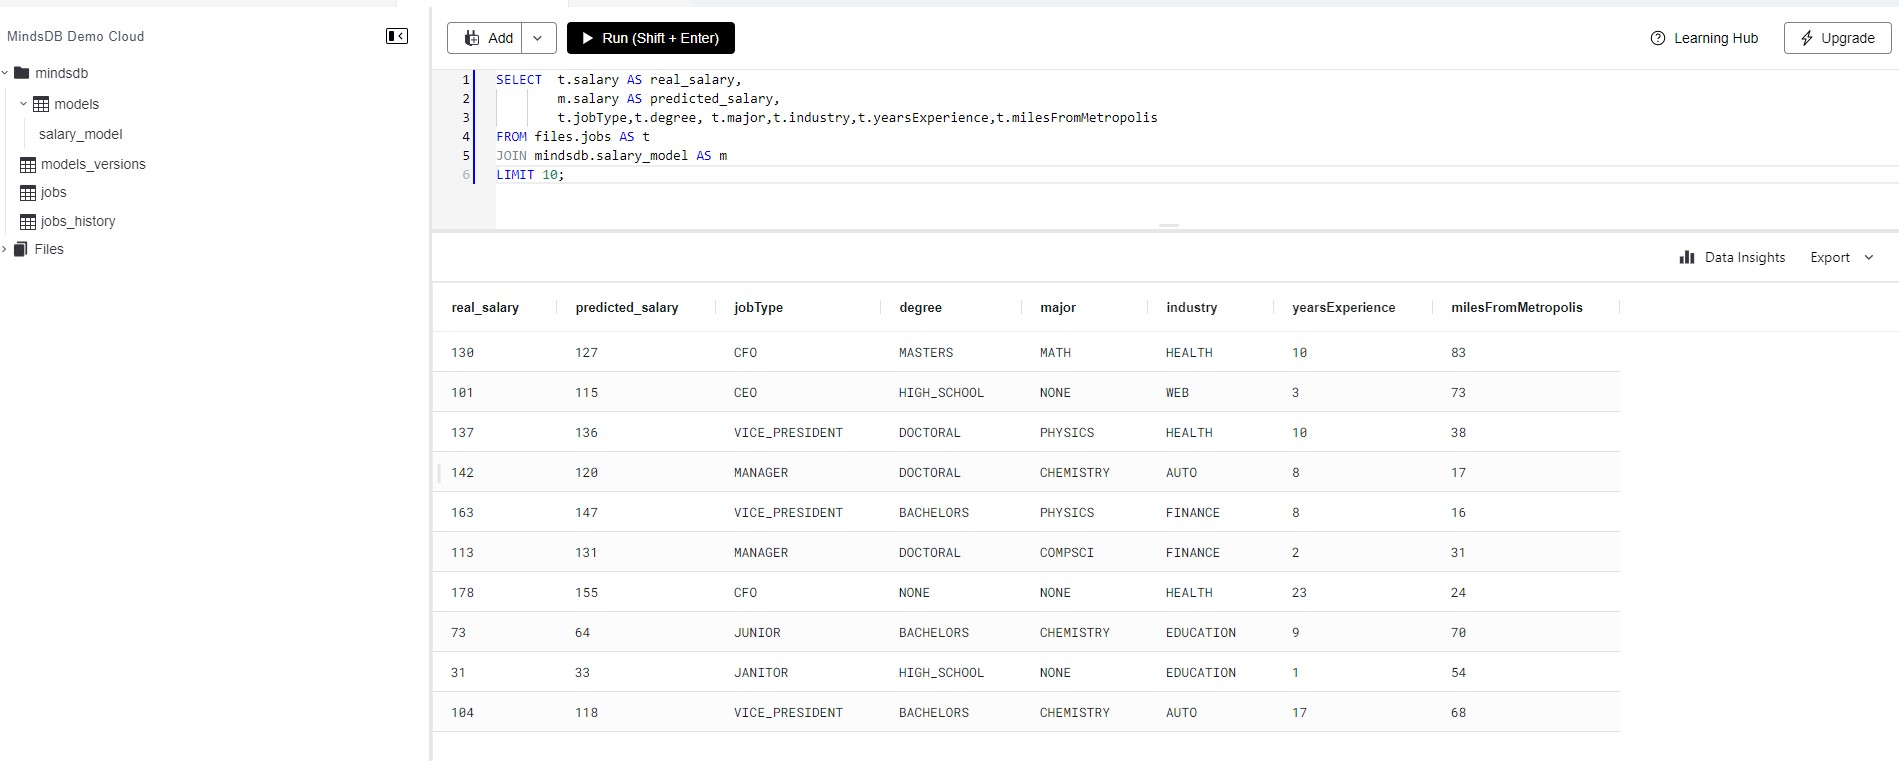 MindsDB Demo Cloud
mindsdb
models
salary_model
models_versions
jobs
jobs_history
Files
Add Run (Shift + Enter) Learning Hub Upgrade
1 SELECT  t.salary AS real_salary,
2         m.salary AS predicted_salary,
3         t.jobType,t.degree, t.major,t.industry,t.yearsExperience,t.milesFromMetropolis
4 FROM files.jobs AS t
5 JOIN mindsdb.salary_model AS m
6 LIMIT 10;
Data Insights Export
real_salary predicted_salary jobType degree major industry yearsExperience milesFromMetropolis
130 127 CFO MASTERS MATH HEALTH 10 83
101 115 CEO HIGH_SCHOOL NONE WEB 3 73
137 136 VICE_PRESIDENT DOCTORAL PHYSICS HEALTH 10 38
142 120 MANAGER DOCTORAL CHEMISTRY AUTO 8 17
163 147 VICE_PRESIDENT BACHELORS PHYSICS FINANCE 8 16
113 131 MANAGER DOCTORAL COMPSCI FINANCE 2 31
178 155 CFO NONE NONE HEALTH 23 24
73 64 JUNIOR BACHELORS CHEMISTRY EDUCATION 9 70
31 33 JANITOR HIGH_SCHOOL NONE EDUCATION 1 54
104 118 VICE_PRESIDENT BACHELORS CHEMISTRY AUTO 17 68